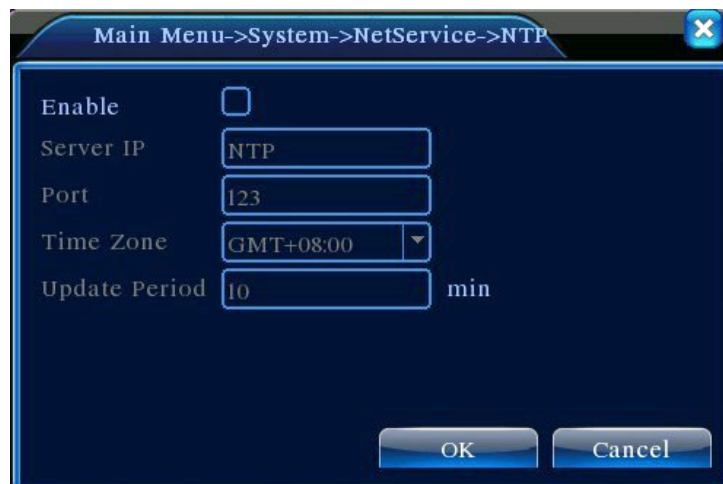 Main Menu->System->NetService->NTP
Enable
Server IP NTP
Port 123
Time Zone GMT+08:00
Update Period 10 min
OK Cancel